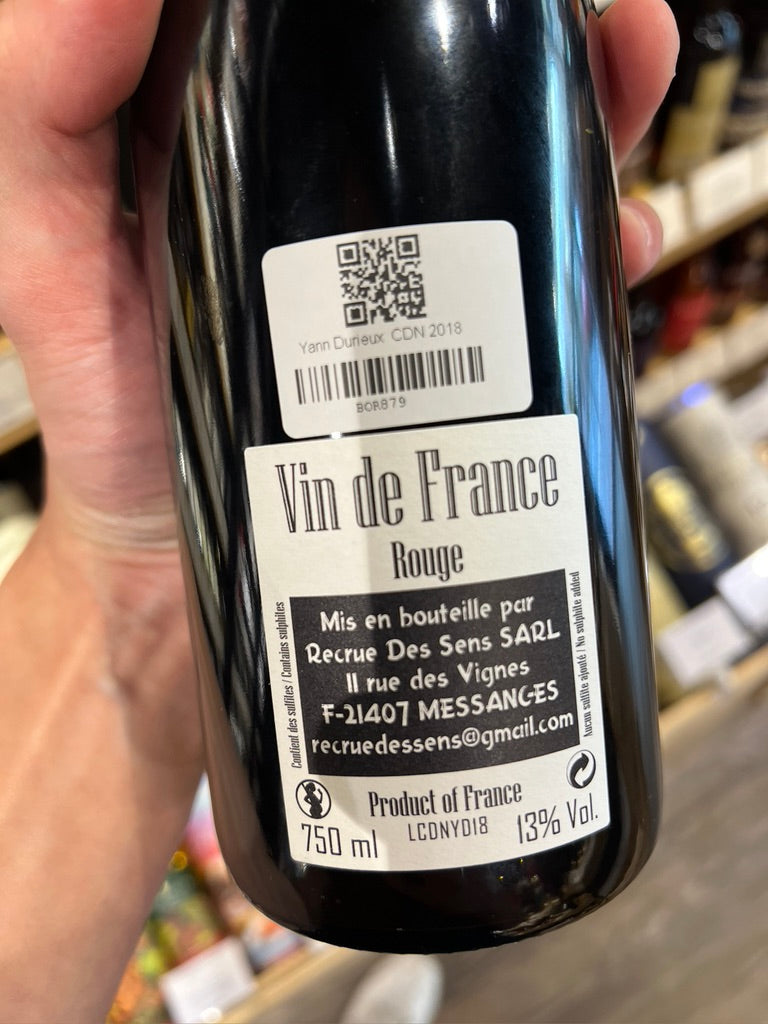 Yann Durieux CDN 2018
BOR879
Vin de France
Rouge
Contient des sulfites / Contains sulphites
Mis en bouteille par
Recrue Des Sens SARL
11 rue des Vignes
F-21407 MESSANGES
recruedessens@gmail.com
Aucun sulfite ajouté / No sulphite added
Product of France
750 ml
LCDNYD18
13% Vol.